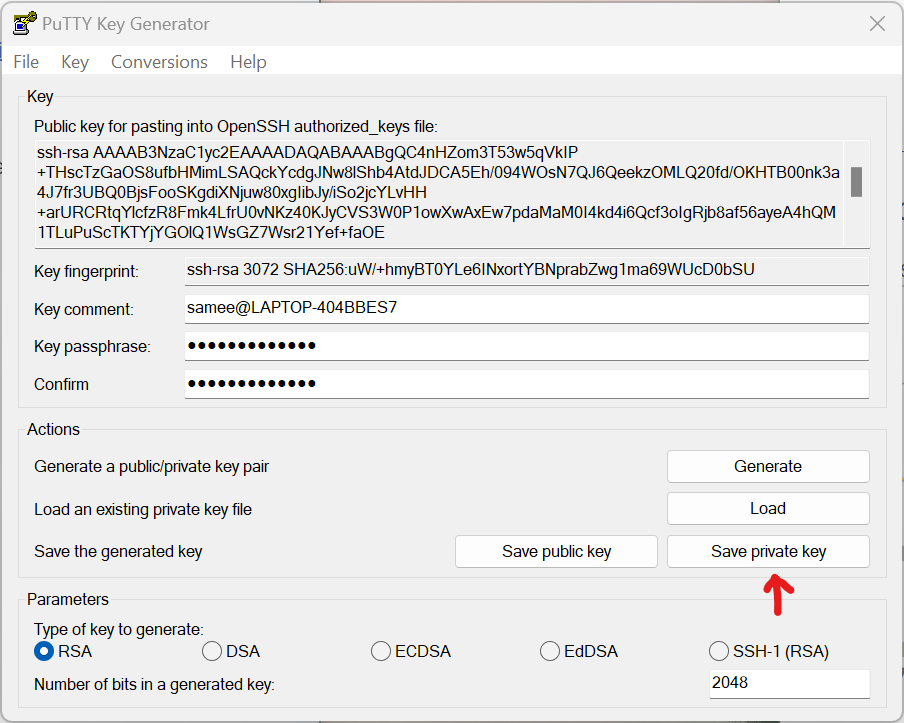 PuTTY Key Generator
File Key Conversions Help
Key
Public key for pasting into OpenSSH authorized_keys file:
ssh-rsa AAAAB3NzaC1yc2EAAAADAQABAAABgQC4nHZom3T53w5qVkIP
+THscTzGaOS8ufbHMimLSAQckYcdgJNw8lShb4AtdJDCA5Eh/094WOsN7QJ6QeekzOMLQ20fd/OKHTB00nk3a
4J7fr3UBQ0BjsFooSKgdiXNjuw80xgIibJy/iSo2jcYLvHH
+arURCRtqYlcfzR8Fmk4LfrU0vNKz40KJyCVS3W0P1owXwAxEw7pdaMaM0I4kd4i6Qcf3oIgRjb8af56ayeA4hQM
1TLuPuScTKTYjYGOlQ1WsGZ7Wsr21Yef+faOE
Key fingerprint: ssh-rsa 3072 SHA256:uW/+hmyBT0YLe6INxortYBNprabZwg1ma69WUcD0bSU
Key comment: samee@LAPTOP-404BBES7
Key passphrase: ●●●●●●●●●●●●●
Confirm ●●●●●●●●●●●●●
Actions
Generate a public/private key pair Generate
Load an existing private key file Load
Save the generated key Save public key Save private key
Parameters
Type of key to generate:
RSA DSA ECDSA EdDSA SSH-1 (RSA)
Number of bits in a generated key: 2048